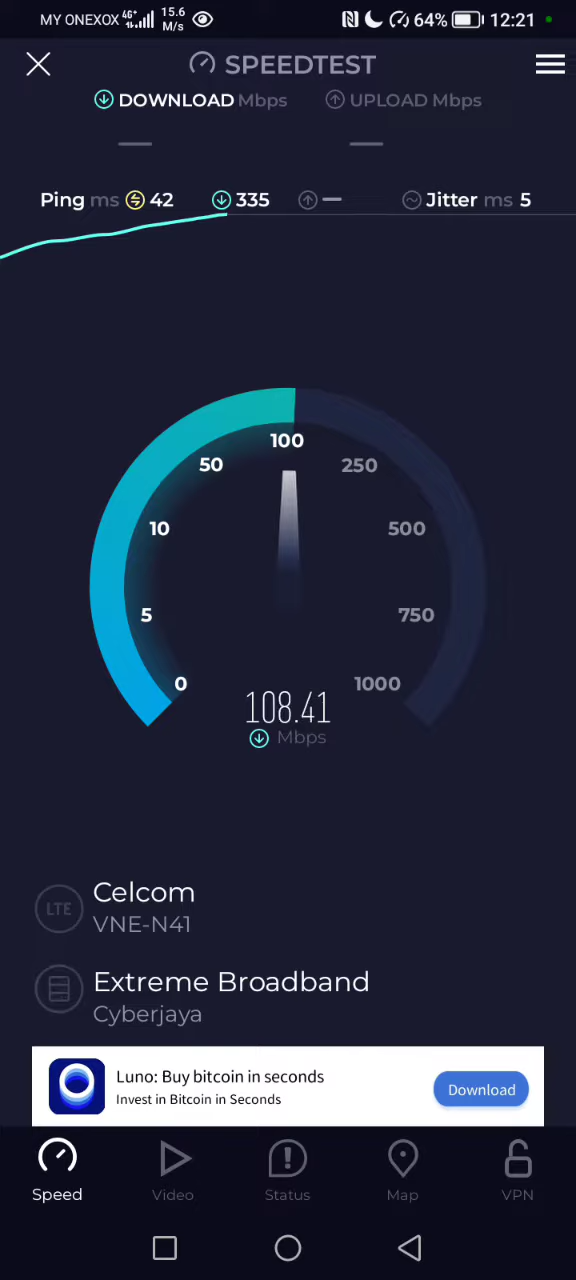 MY ONEXOX 4G+ 15.6 M/s 64% 12:21
SPEEDTEST
DOWNLOAD Mbps UPLOAD Mbps
Ping ms 42 335 Jitter ms 5
100
50 250
10 500
5 750
0 1000
108.41
Mbps
LTE Celcom
VNE-N41
Extreme Broadband
Cyberjaya
Luno: Buy bitcoin in seconds
Invest in Bitcoin in Seconds
Download
Speed Video Status Map VPN